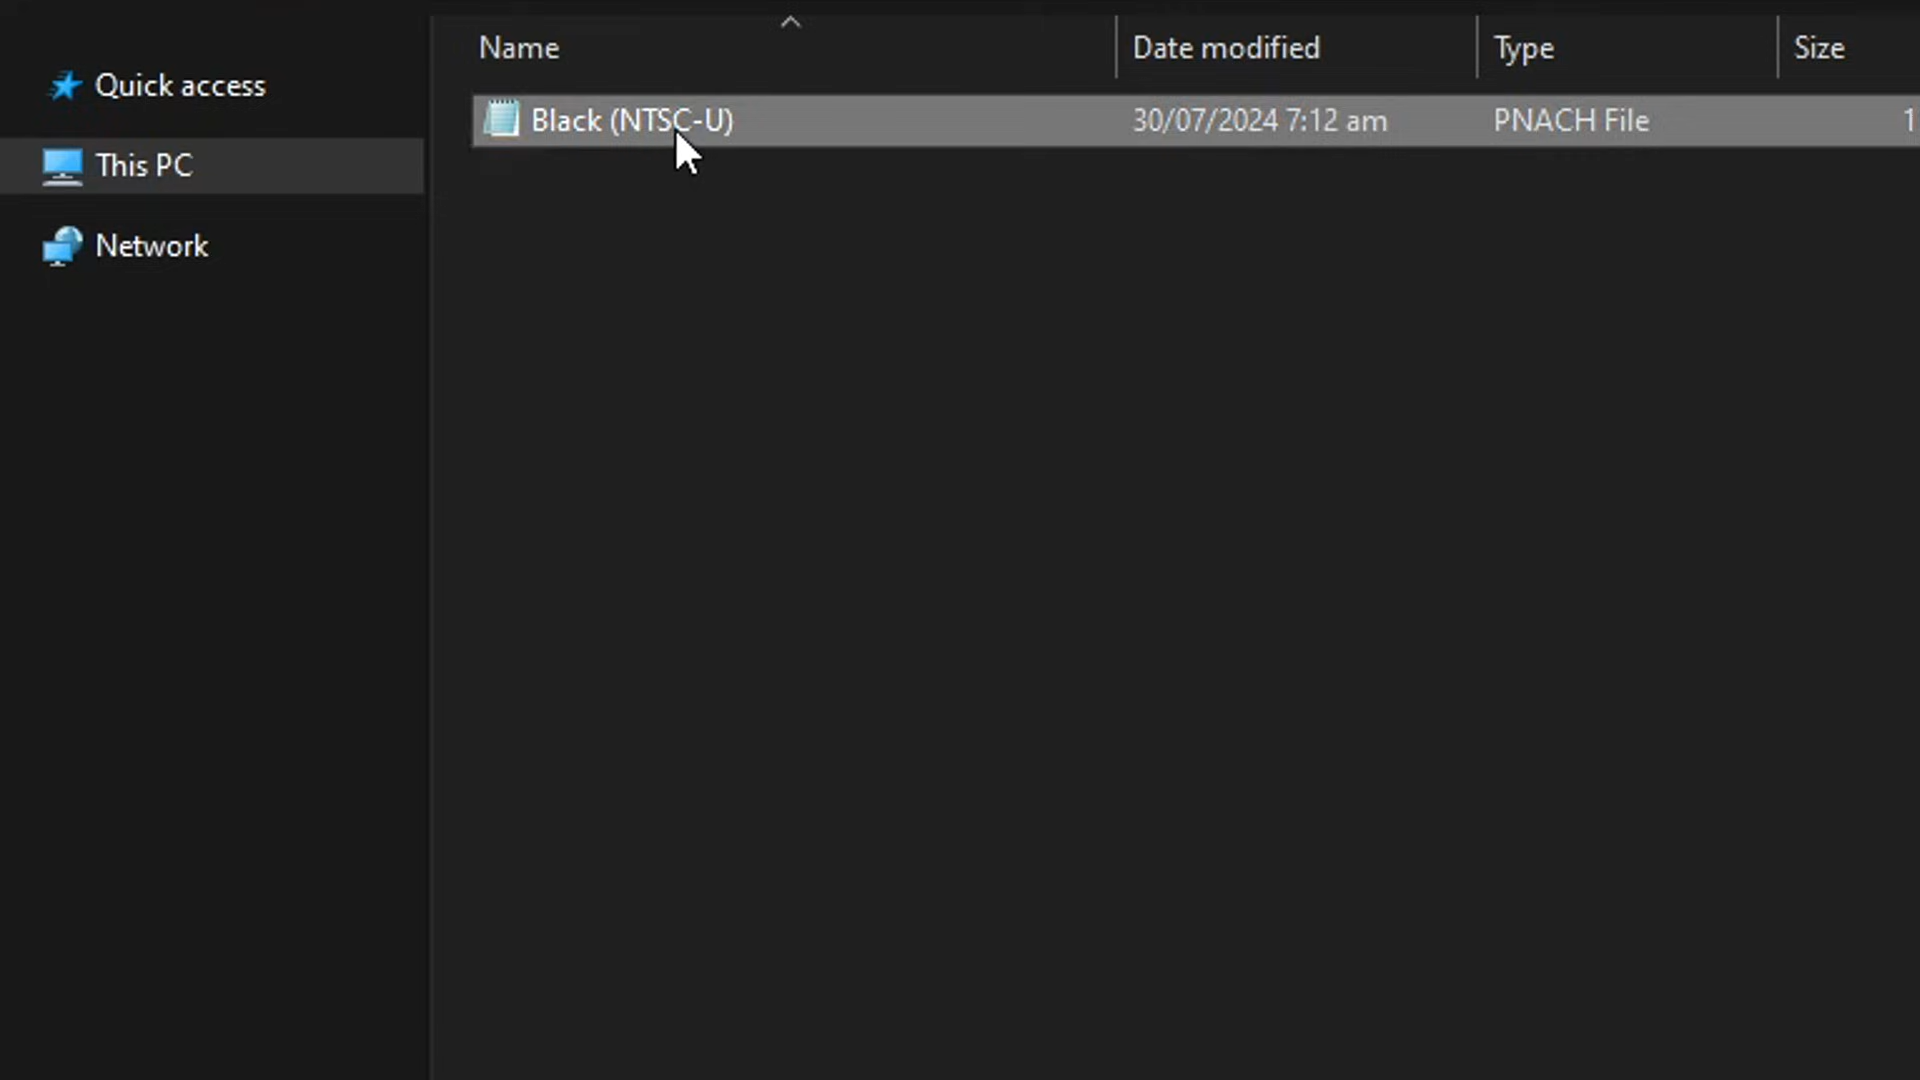 Name Date modified Type Size
Quick access
Black (NTSC-U) 30/07/2024 7:12 am PNACH File 1
This PC
Network